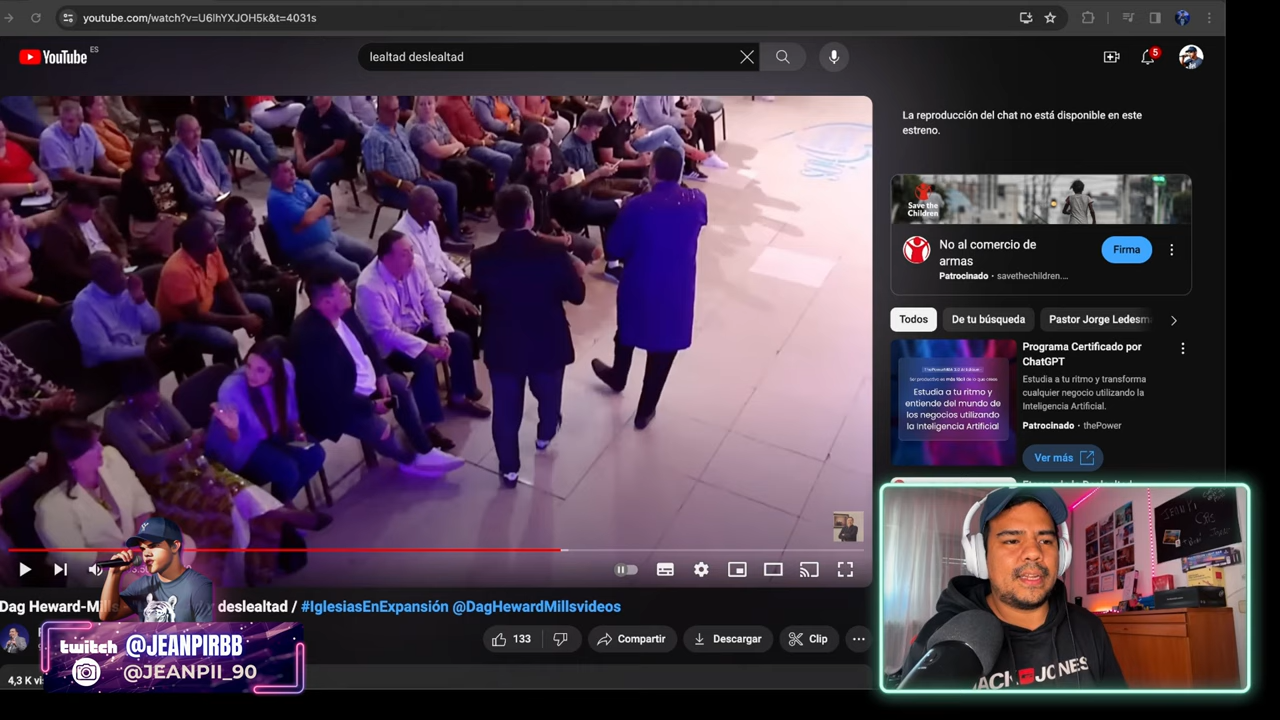 youtube.com/watch?v=U6lhYXJOH5k&t=4031s
YouTube ES
lealtad deslealtad
5
La reproducción del chat no está disponible en este
estreno.
Save the
Children
No al comercio de
armas
Patrocinado · savethechildren....
Firma
Todos
De tu búsqueda
Pastor Jorge Ledesm
Programa Certificado por
ChatGPT
Estudia a tu ritmo y transforma
cualquier negocio utilizando la
Inteligencia Artificial.
Patrocinado · thePower
Ver más
Estudia a tu ritmo y
entiende del mundo de
los negocios utilizando
la Inteligencia Artificial
Dag Heward-Mills
deslealtad / #IglesiasEnExpansión @DagHewardMillsvideos
133
Compartir
Descargar
Clip
twitch @JEANPIRBB
@JEANPII_90
4,3 K vi
JACK JONES